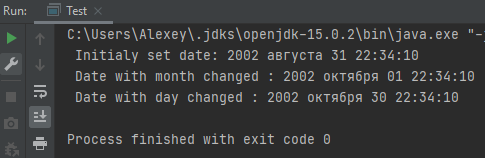 Run: Test
C:\Users\Alexey\.jdks\openjdk-15.0.2\bin\java.exe "-j
Initialy set date: 2002 августа 31 22:34:10
Date with month changed : 2002 октября 01 22:34:10
Date with day changed : 2002 октября 30 22:34:10
Process finished with exit code 0